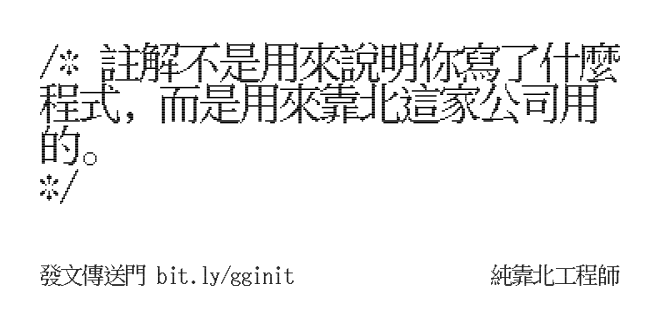 /* 註解不是用來說明你寫了什麼
程式, 而是用來靠北這家公司用
的。
*/
發文傳送門 bit.ly/gginit
純靠北工程師